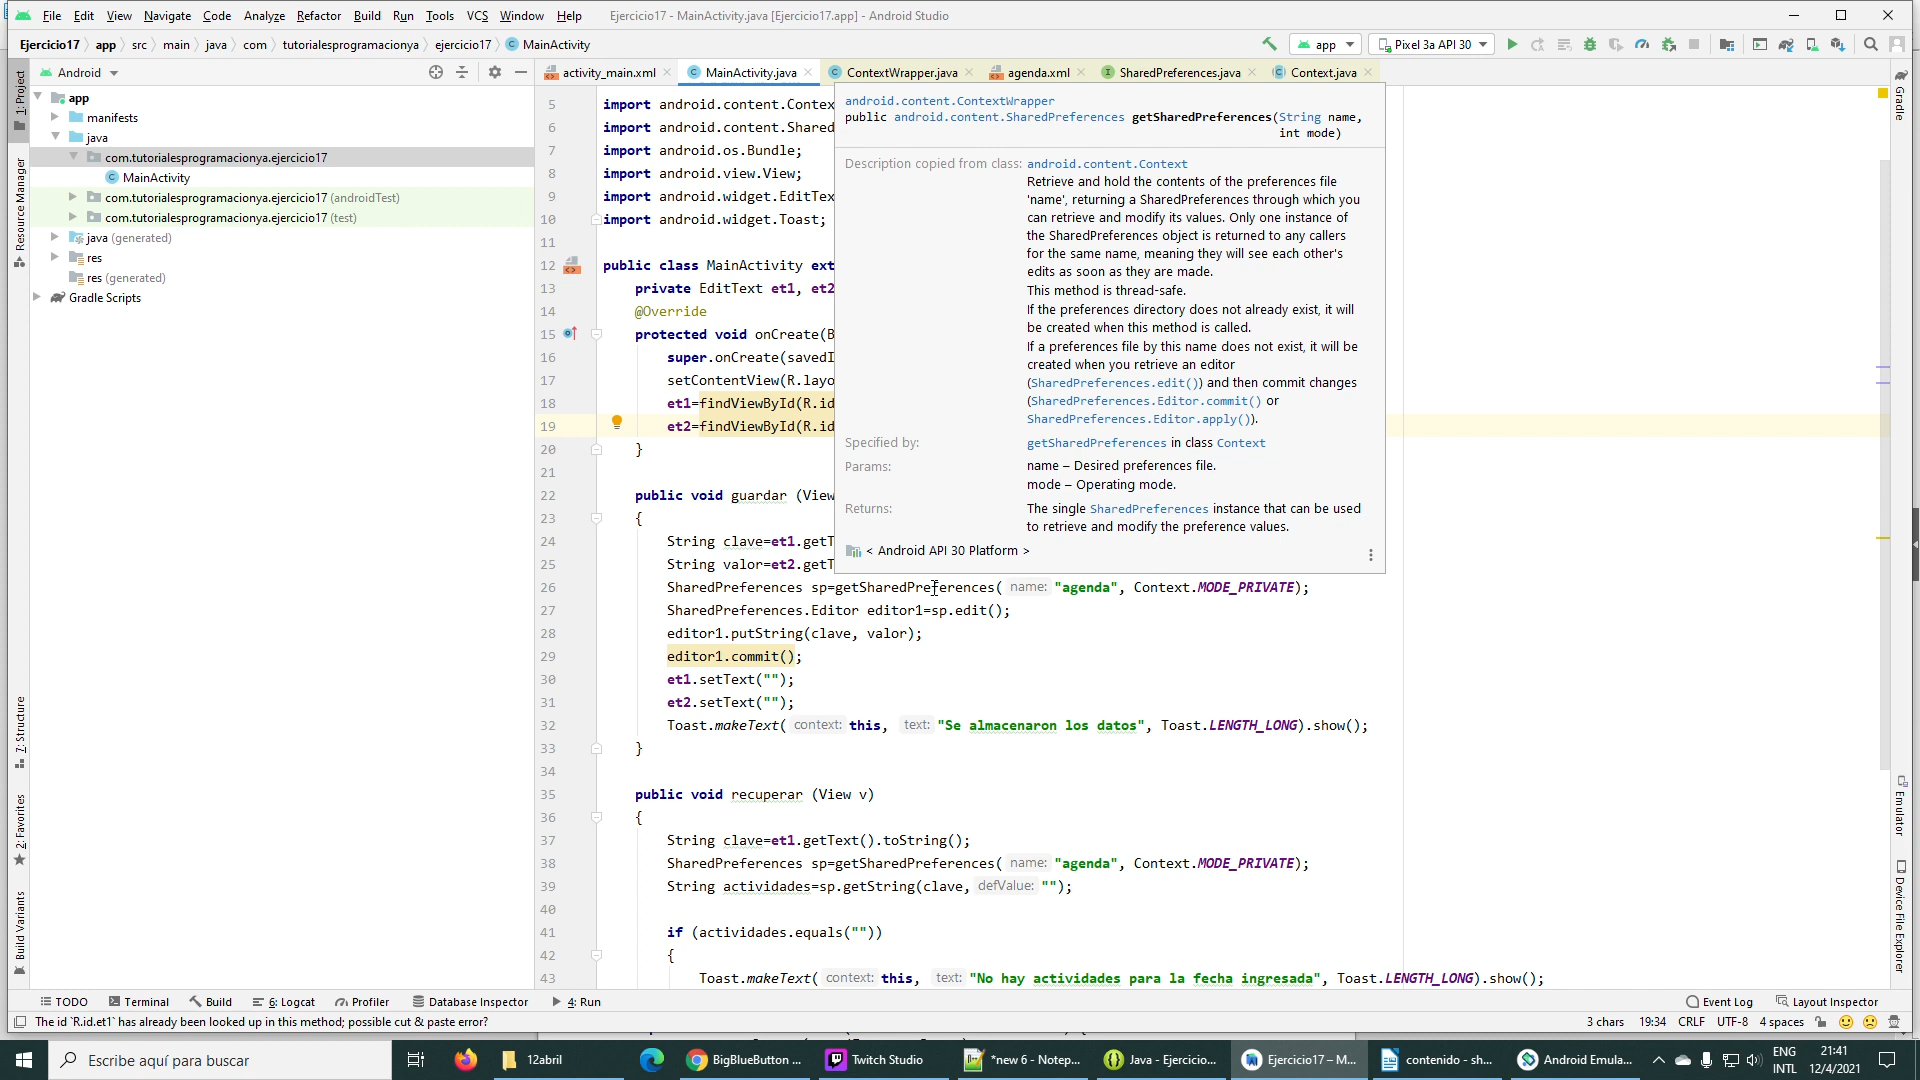 File Edit View Navigate Code Analyze Refactor Build Run Tools VCS Window Help Ejercicio17 - MainActivity.java [Ejercicio17.app] - Android Studio
Ejercicio17 app src main java com tutorialesprogramacionya ejercicio17 MainActivity
app Pixel 3a API 30
Android
activity_main.xml MainActivity.java ContextWrapper.java agenda.xml SharedPreferences.java Context.java
1: Project
Resource Manager
7: Structure
2: Favorites
Build Variants
app
manifests
java
com.tutorialesprogramacionya.ejercicio17
MainActivity
com.tutorialesprogramacionya.ejercicio17 (androidTest)
com.tutorialesprogramacionya.ejercicio17 (test)
java (generated)
res
res (generated)
Gradle Scripts
5 import android.content.Contex
6 import android.content.Shared
7 import android.os.Bundle;
8 import android.view.View;
9 import android.widget.EditTex
10 import android.widget.Toast;
11
12 public class MainActivity ext
13 private EditText et1, et2
14 @Override
15 protected void onCreate(B
16 super.onCreate(savedI
17 setContentView(R.layo
18 et1=findViewById(R.id
19 et2=findViewById(R.id
20 }
21
22 public void guardar (View
23 {
24 String clave=et1.getT
25 String valor=et2.getT
26 SharedPreferences sp=getSharedPreferences( name: "agenda", Context.MODE_PRIVATE);
27 SharedPreferences.Editor editor1=sp.edit();
28 editor1.putString(clave, valor);
29 editor1.commit();
30 et1.setText("");
31 et2.setText("");
32 Toast.makeText( context: this, text: "Se almacenaron los datos", Toast.LENGTH_LONG).show();
33 }
34
35 public void recuperar (View v)
36 {
37 String clave=et1.getText().toString();
38 SharedPreferences sp=getSharedPreferences( name: "agenda", Context.MODE_PRIVATE);
39 String actividades=sp.getString(clave, defValue: "");
40
41 if (actividades.equals(""))
42 {
43 Toast.makeText( context: this, text: "No hay actividades para la fecha ingresada", Toast.LENGTH_LONG).show();
android.content.ContextWrapper
public android.content.SharedPreferences getSharedPreferences(String name,
int mode)
Description copied from class: android.content.Context
Retrieve and hold the contents of the preferences file
'name', returning a SharedPreferences through which you
can retrieve and modify its values. Only one instance of
the SharedPreferences object is returned to any callers
for the same name, meaning they will see each other's
edits as soon as they are made.
This method is thread-safe.
If the preferences directory does not already exist, it will
be created when this method is called.
If a preferences file by this name does not exist, it will be
created when you retrieve an editor
(SharedPreferences.edit()) and then commit changes
(SharedPreferences.Editor.commit() or
SharedPreferences.Editor.apply()).
Specified by: getSharedPreferences in class Context
Params: name – Desired preferences file.
mode – Operating mode.
Returns: The single SharedPreferences instance that can be used
to retrieve and modify the preference values.
< Android API 30 Platform >
Gradle
Emulator
Device File Explorer
TODO Terminal Build 6: Logcat Profiler Database Inspector 4: Run Event Log Layout Inspector
The id `R.id.et1` has already been looked up in this method; possible cut & paste error? 3 chars 19:34 CRLF UTF-8 4 spaces
Escribe aquí para buscar 12abril BigBlueButton ... Twitch Studio *new 6 - Notep... Java - Ejercicio... Ejercicio17 – M... contenido - sh... Android Emula... ENG 21:41
INTL 12/4/2021